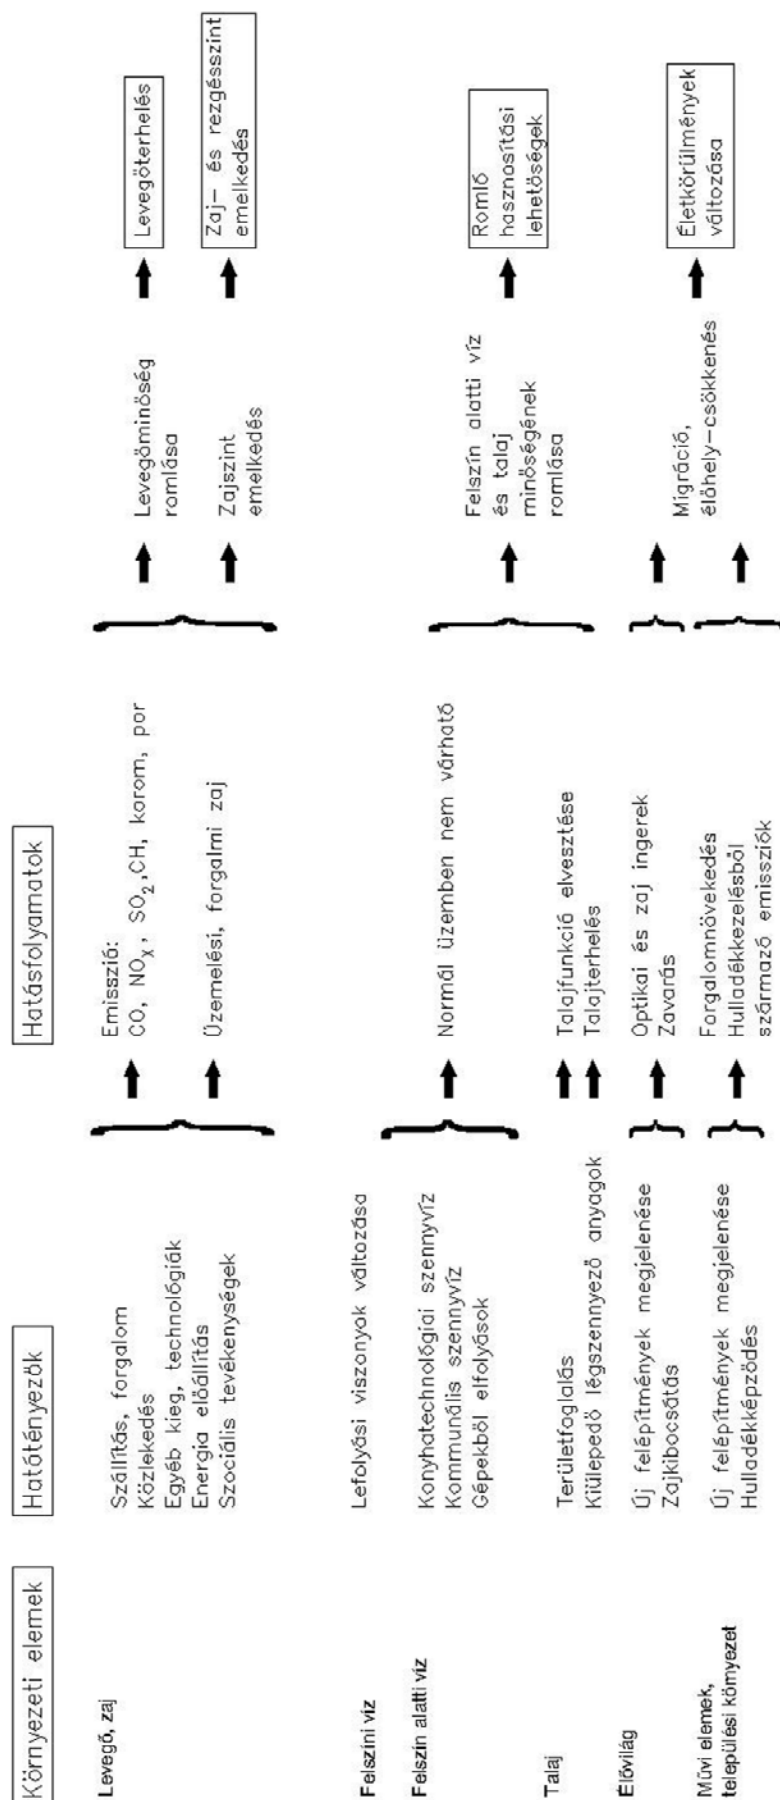 Környezeti elemek
Hatótényezők
Hatásfolyamatok
Levegő, zaj
Szállítás, forgalom
Közlekedés
Egyéb kieg, technológiák
Energia előállítás
Szociális tevékenységek
Emisszió:
CO, NOₓ, SO₂,CH, korom, por
Üzemelési, forgalmi zaj
Levegőminőség
romlása
Zajszint
emelkedés
Levegőterhelés
Zaj– és rezgésszint
emelkedés
Felszíni víz
Lefolyási viszonyok változása
Felszín alatti víz
Konyhatechnológiai szennyvíz
Kommunális szennyvíz
Gépekből elfolyások
Normál üzemben nem várható
Felszín alatti víz
és talaj
minőségének
romlása
Romló
hasznosítási
lehetőségek
Talaj
Területfoglalás
Kiülepedő légszennyező anyagok
Talajfunkció elvesztése
Talajterhelés
Élővilág
Új felépítmények megjelenése
Zajkibocsátás
Optikai és zaj ingerek
Zavarás
Migráció,
élőhely–csökkenés
Életkörülmények
változása
Művi elemek,
települési környezet
Új felépítmények megjelenése
Hulladékképződés
Forgalomnövekedés
Hulladékkezelésből
származó emissziók